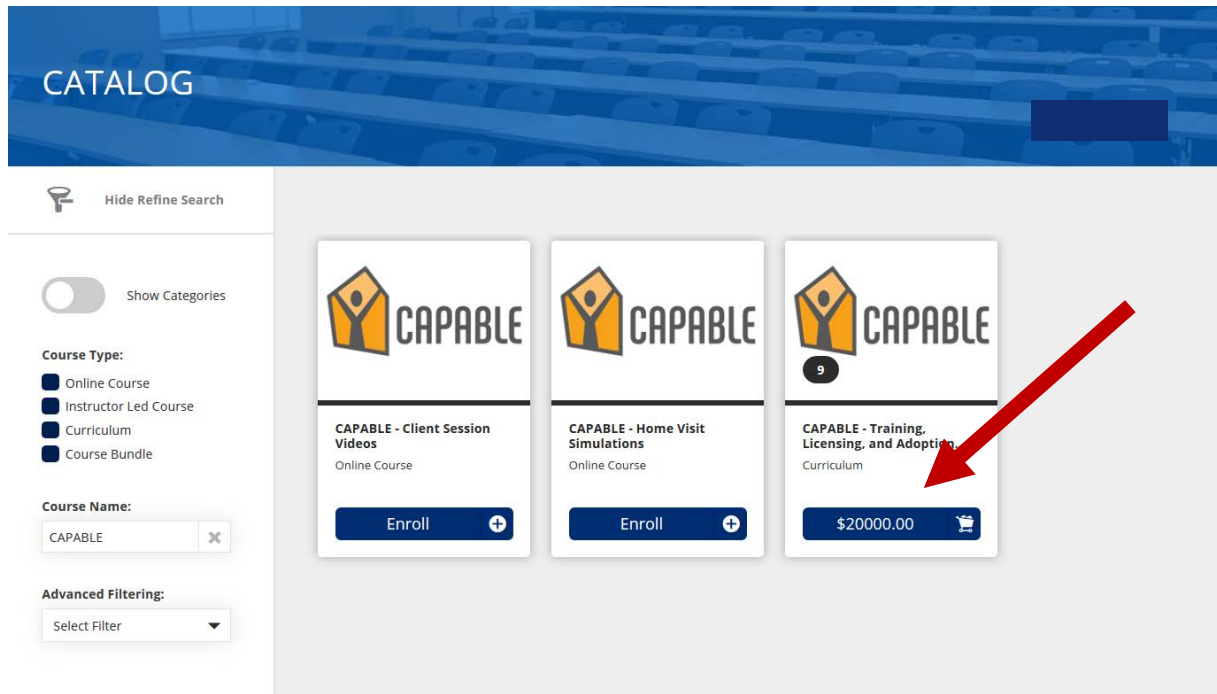 CATALOG
Hide Refine Search
Show Categories
Course Type:
Online Course
Instructor Led Course
Curriculum
Course Bundle
Course Name:
CAPABLE
Advanced Filtering:
Select Filter
CAPABLE
CAPABLE - Client Session
Videos
Online Course
Enroll
CAPABLE
CAPABLE - Home Visit
Simulations
Online Course
Enroll
CAPABLE
9
CAPABLE - Training,
Licensing, and Adoption
Curriculum
$20000.00